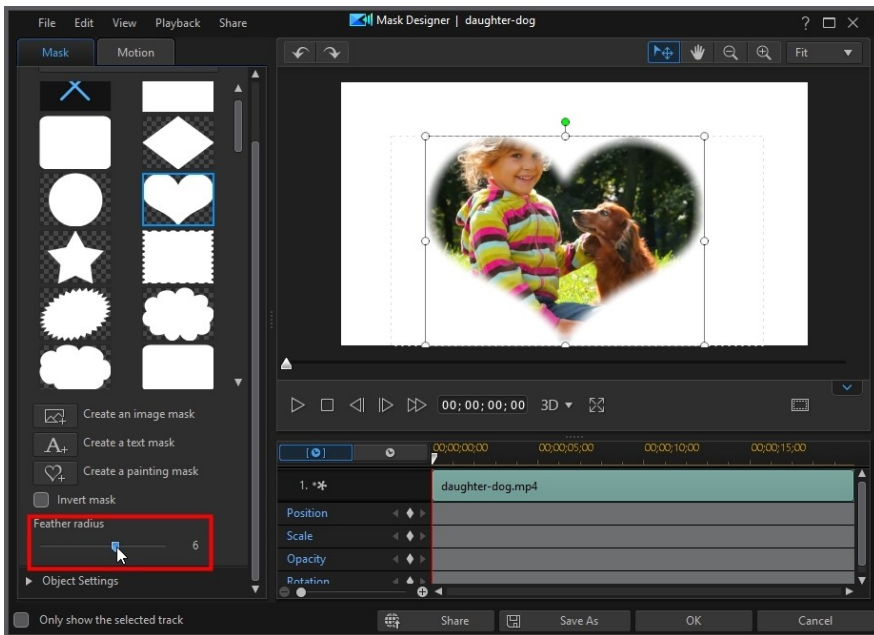 File Edit View Playback Share Mask Designer | daughter-dog ?
Mask Motion
Fit
Create an image mask
Create a text mask
Create a painting mask
Invert mask
Feather radius
6
Object Settings
Only show the selected track
00;00;00;00 3D
00;00;00;00 00;00;05;00 00;00;10;00 00;00;15;00
1. daughter-dog.mp4
Position
Scale
Opacity
Rotation
Share Save As OK Cancel